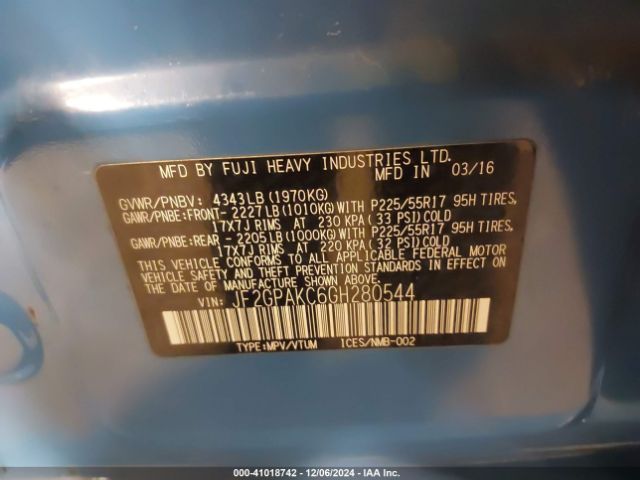 MFD BY FUJI HEAVY INDUSTRIES LTD.
MFD IN 03/16
GVWR/PNBV: 4343LB(1970KG)
GAWR/PNBE:FRONT-2227LB(1010KG)WITH P225/55R17 95H TIRES,
17X7J RIMS AT 230 KPA(33 PSI)COLD
GAWR/PNBE:REAR -2205LB(1000KG)WITH P225/55R17 95H TIRES,
17X7J RIMS AT 220 KPA(32 PSI)COLD
THIS VEHICLE CONFORMS TO ALL APPLICABLE FEDERAL MOTOR
VEHICLE SAFETY AND THEFT PREVENTION STANDARDS IN EFFECT ON
THE DATE OF MANUFACTURE SHOWN ABOVE.
VIN: JF2GPAKC6GH280544
TYPE:MPV/VTUM ICES/NMB-002
000-41018742 - 12/06/2024 - IAA Inc.